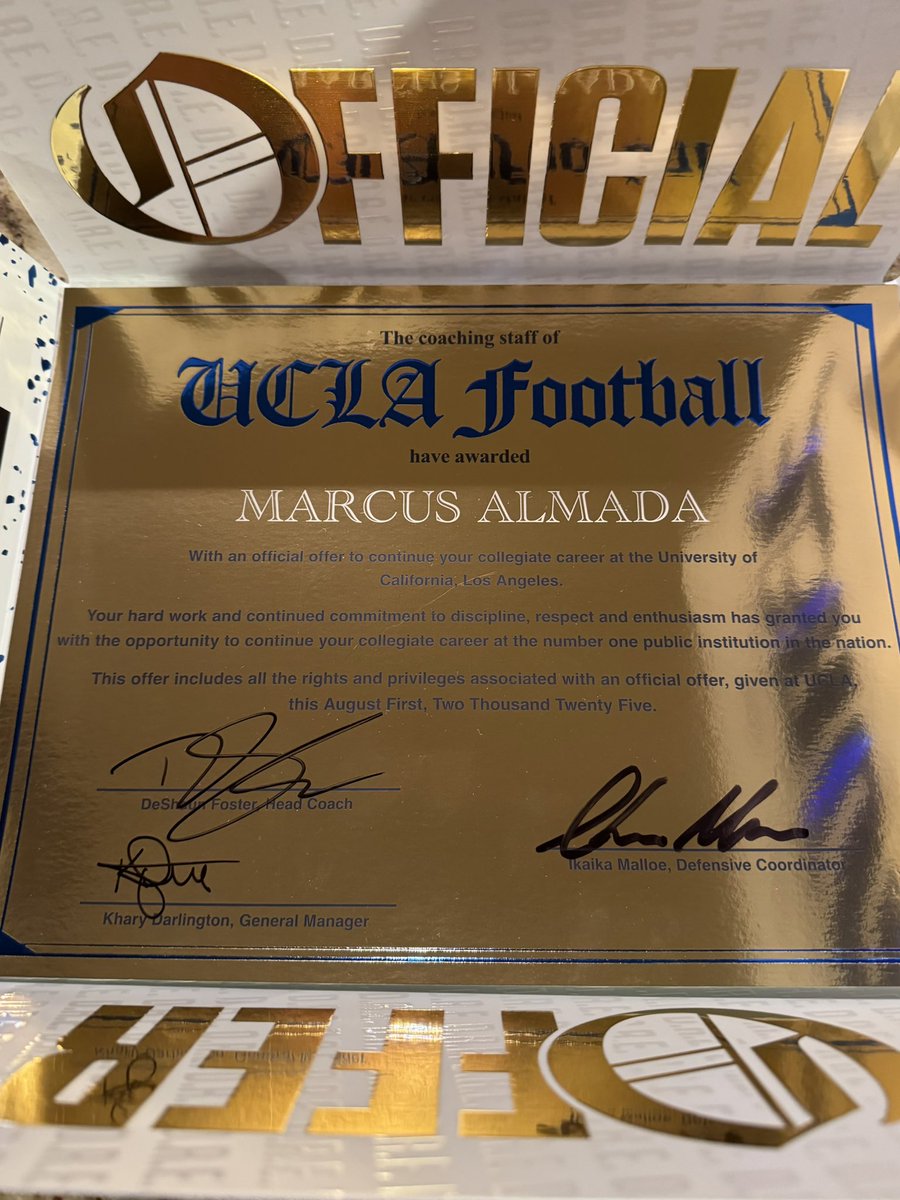 OFFICIAL
The coaching staff of
UCLA Football
have awarded
MARCUS ALMADA
With an official offer to continue your collegiate career at the University of
California, Los Angeles.
Your hard work and continued commitment to discipline, respect and enthusiasm has granted you
with the opportunity to continue your collegiate career at the number one public institution in the nation.
This offer includes all the rights and privileges associated with an official offer, given at UCLA,
this August First, Two Thousand Twenty Five.
DeShaun Foster, Head Coach
Ikaika Malloe, Defensive Coordinator
Khary Darlington, General Manager
OFFER